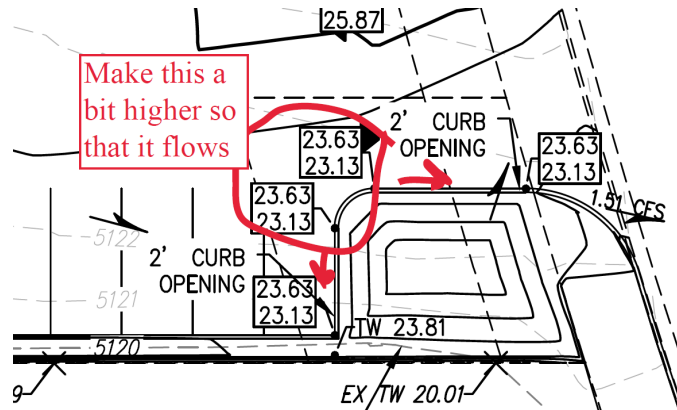 25.87
Make this a
bit higher so
that it flows
23.63
23.13
2' CURB
OPENING
23.63
23.13
23.63
23.13
1.51 CFS
5122
2' CURB
OPENING
5121
23.63
23.13
TW 23.81
5120
9
EX TW 20.01